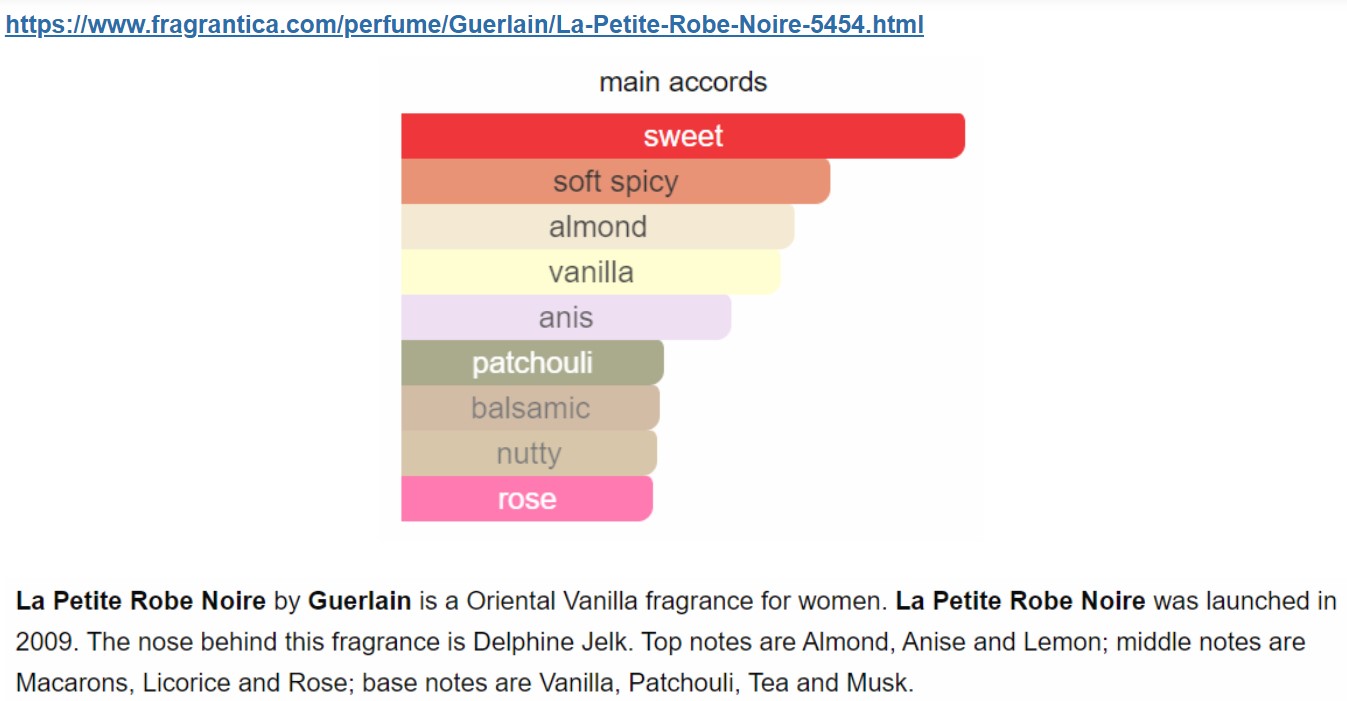 https://www.fragrantica.com/perfume/Guerlain/La-Petite-Robe-Noire-5454.html
main accords
sweet
soft spicy
almond
vanilla
anis
patchouli
balsamic
nutty
rose
La Petite Robe Noire by Guerlain is a Oriental Vanilla fragrance for women. La Petite Robe Noire was launched in
2009. The nose behind this fragrance is Delphine Jelk. Top notes are Almond, Anise and Lemon; middle notes are
Macarons, Licorice and Rose; base notes are Vanilla, Patchouli, Tea and Musk.